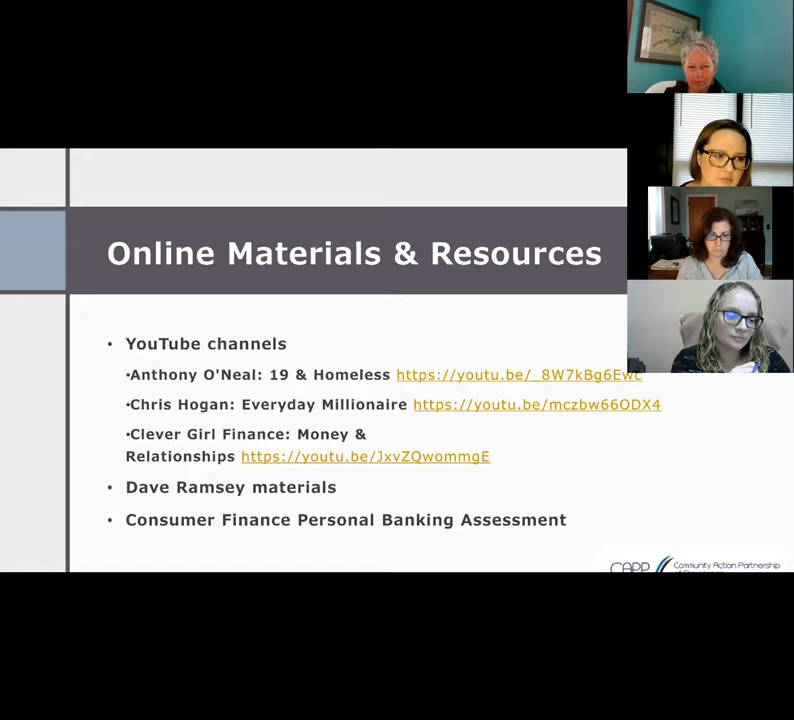 Online Materials & Resources
• YouTube channels
•Anthony O'Neal: 19 & Homeless https://youtu.be/_8W7kBg6Ewc
•Chris Hogan: Everyday Millionaire https://youtu.be/mczbw66ODX4
•Clever Girl Finance: Money &
Relationships https://youtu.be/JxvZQwommgE
• Dave Ramsey materials
• Consumer Finance Personal Banking Assessment
CAPP Community Action Partnership